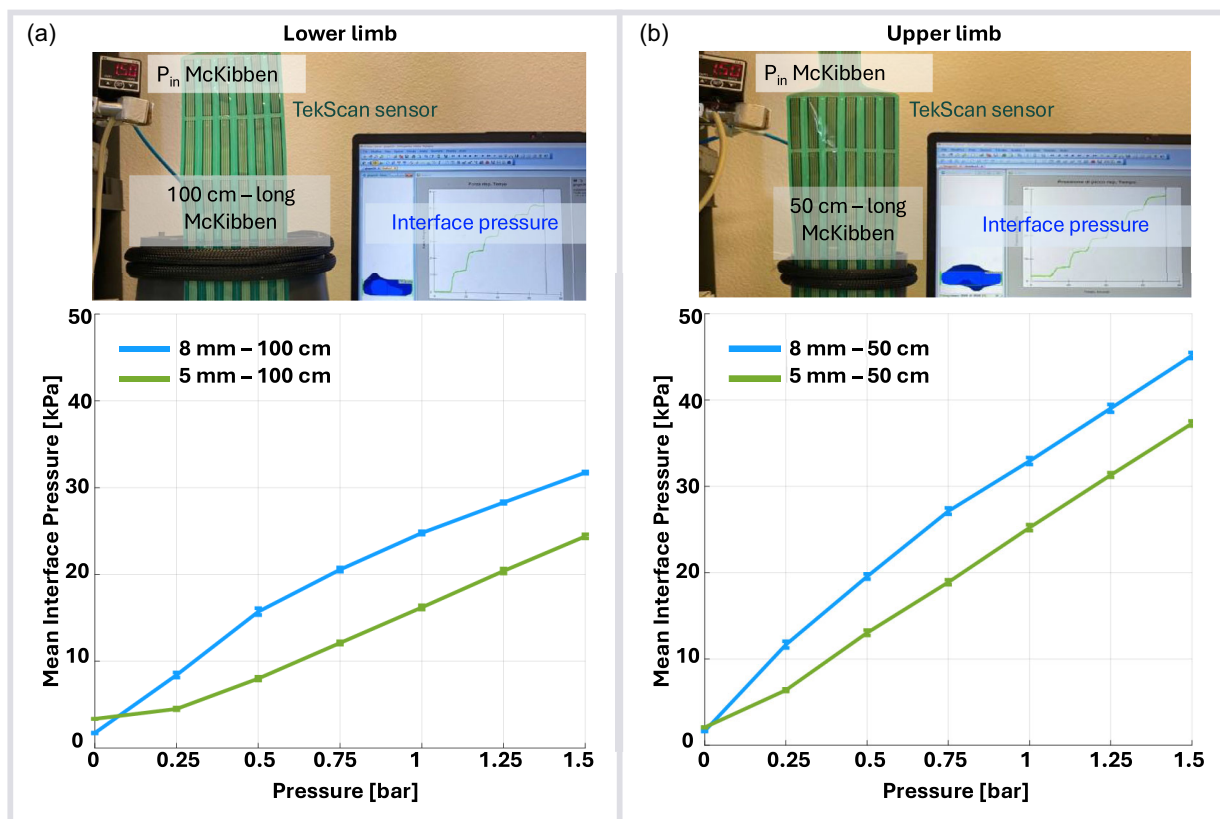 (a)
Lower limb
P_in McKibben
TekScan sensor
100 cm – long
McKibben
Interface pressure
50
40
30
20
10
0
Mean Interface Pressure [kPa]
8 mm – 100 cm
5 mm – 100 cm
0 0.25 0.5 0.75 1 1.25 1.5
Pressure [bar]
(b)
Upper limb
P_in McKibben
TekScan sensor
50 cm – long
McKibben
Interface pressure
50
40
30
20
10
0
Mean Interface Pressure [kPa]
8 mm – 50 cm
5 mm – 50 cm
0 0.25 0.5 0.75 1 1.25 1.5
Pressure [bar]